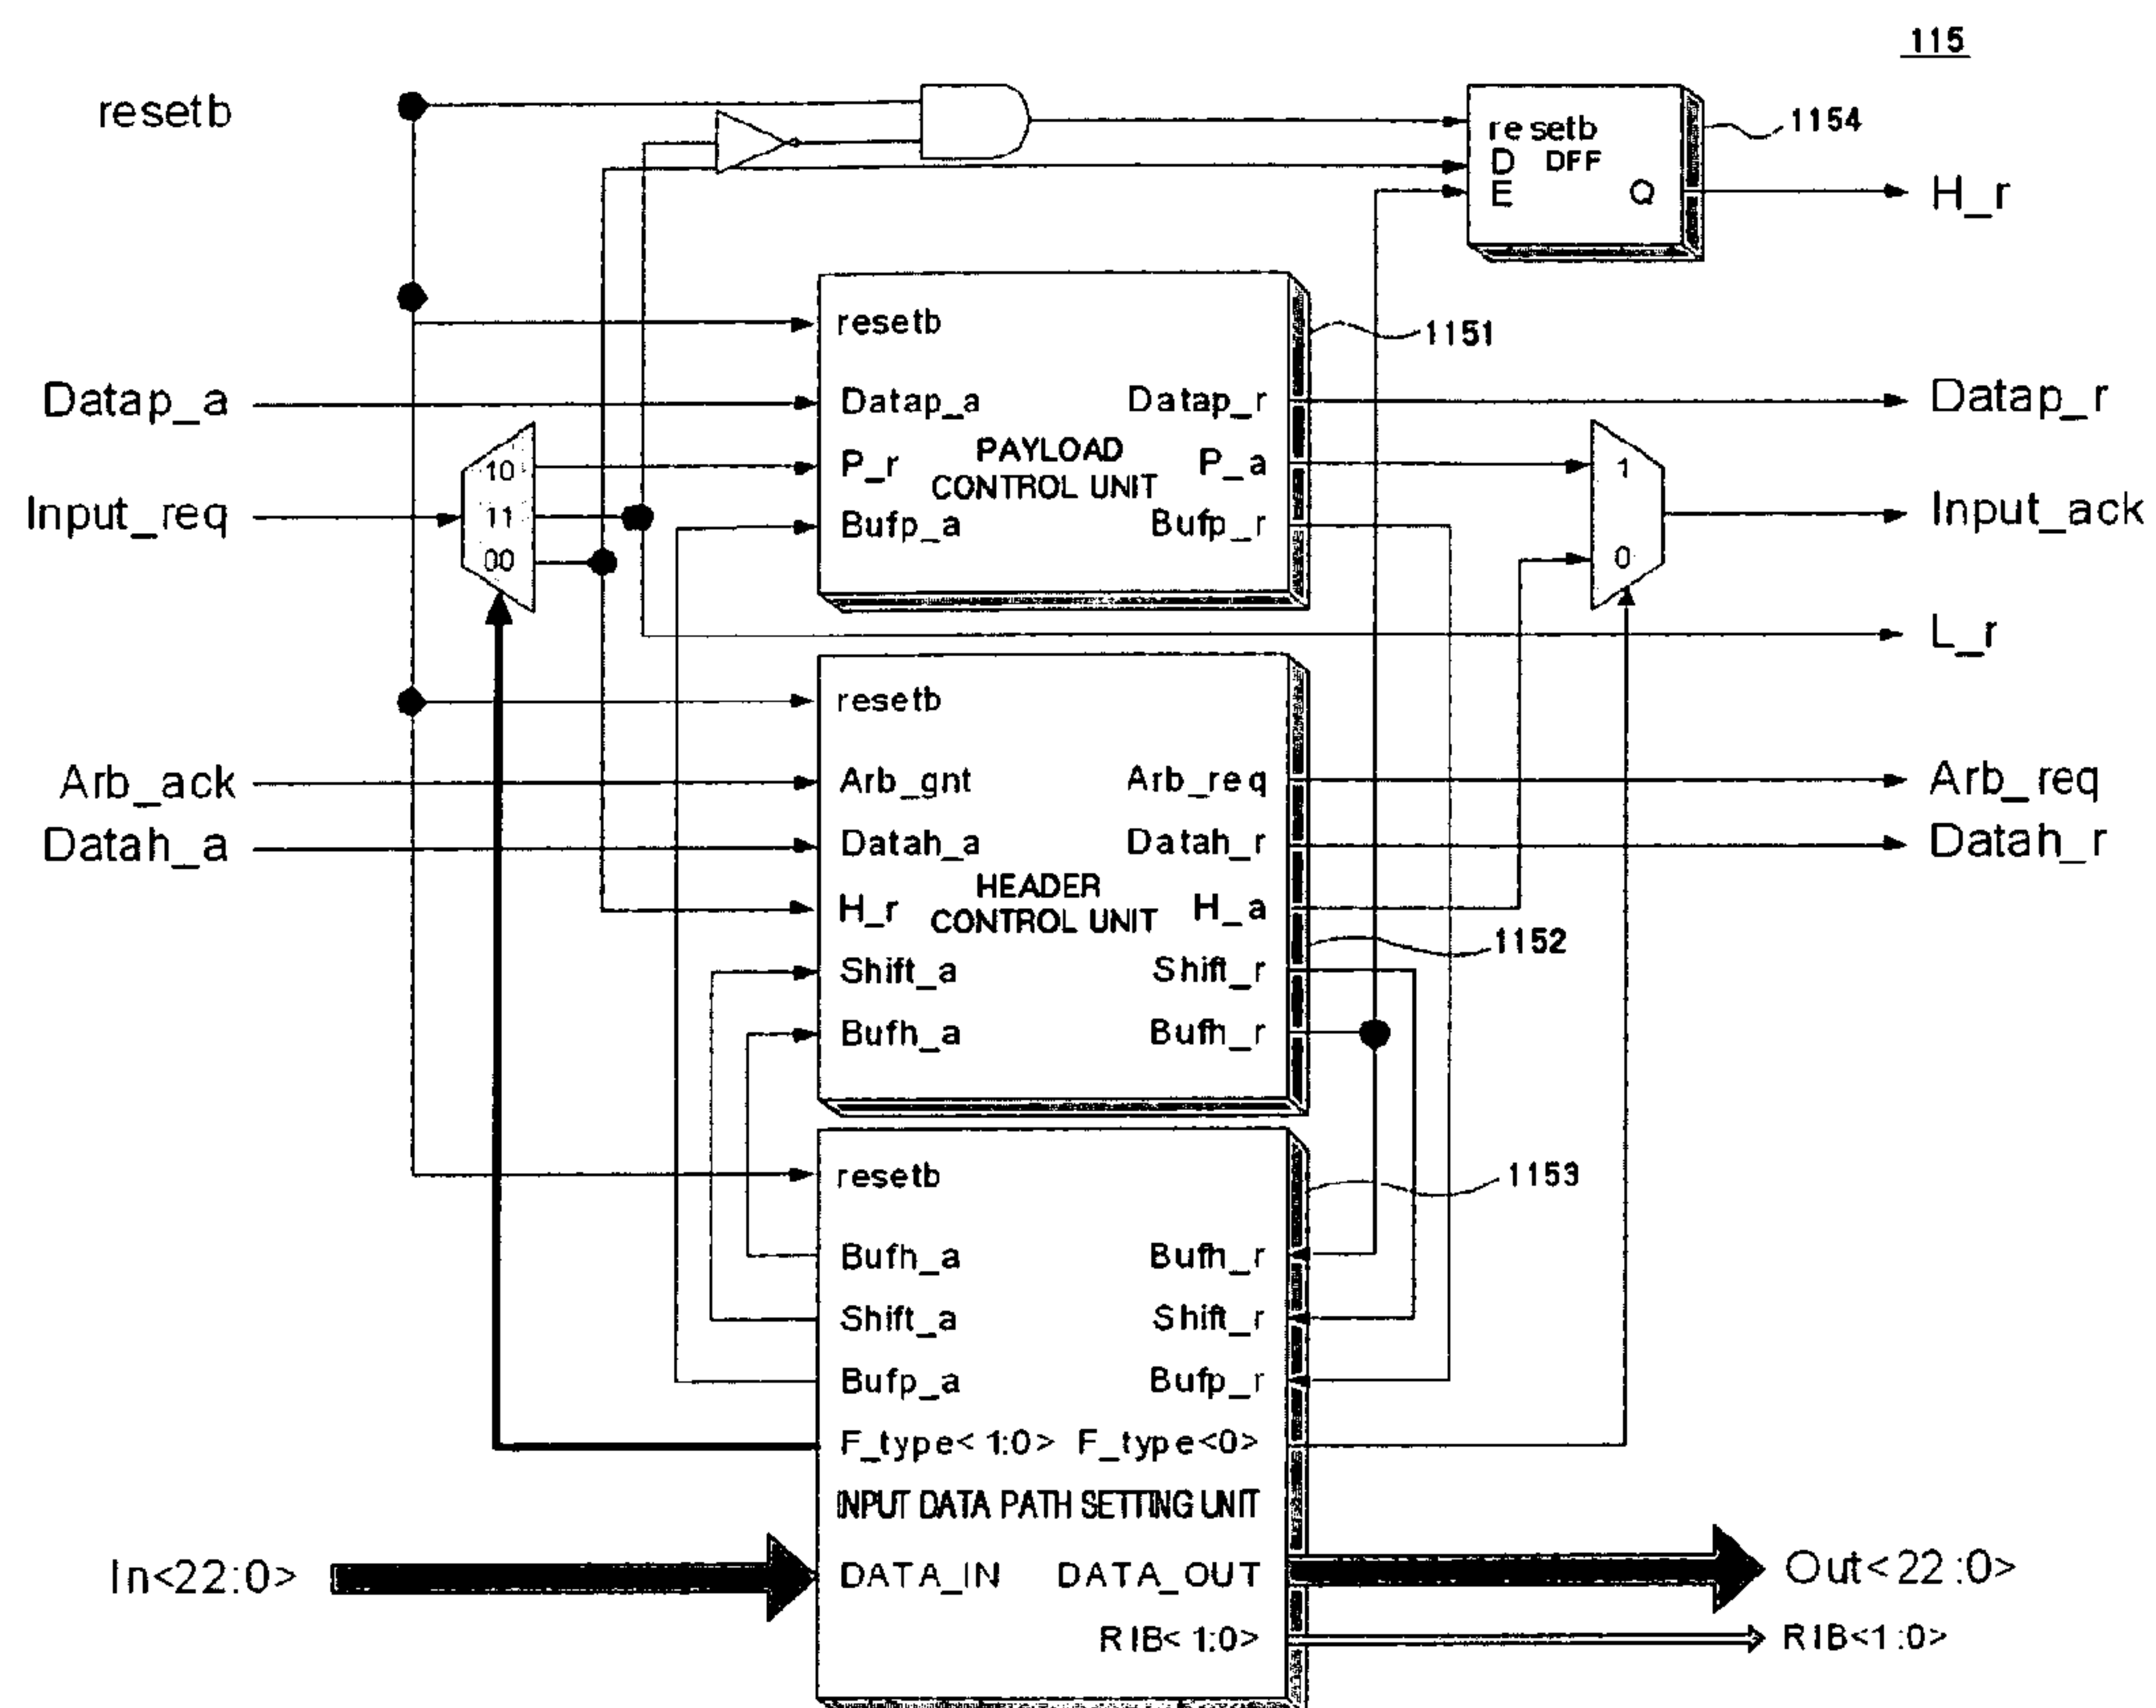 115
resetb
resetb
D DFF
E Q
1154
H_r
resetb
1151
Datap_a
Datap_a Datap_r
Datap_r
10
P_r PAYLOAD CONTROL UNIT P_a
1
Input_req
11
Input_ack
Bufp_a Bufp_r
00
0
L_r
resetb
Arb_ack
Arb_gnt Arb_req
Arb_req
Datah_a
Datah_a Datah_r
Datah_r
HEADER
H_r CONTROL UNIT H_a
1152
Shift_a Shift_r
Bufh_a Bufh_r
resetb
1153
Bufh_a Bufh_r
Shift_a Shift_r
Bufp_a Bufp_r
F_type<1:0> F_type<0>
INPUT DATA PATH SETTING UNIT
In<22:0>
DATA_IN DATA_OUT
Out<22:0>
RIB<1:0>
RIB<1:0>